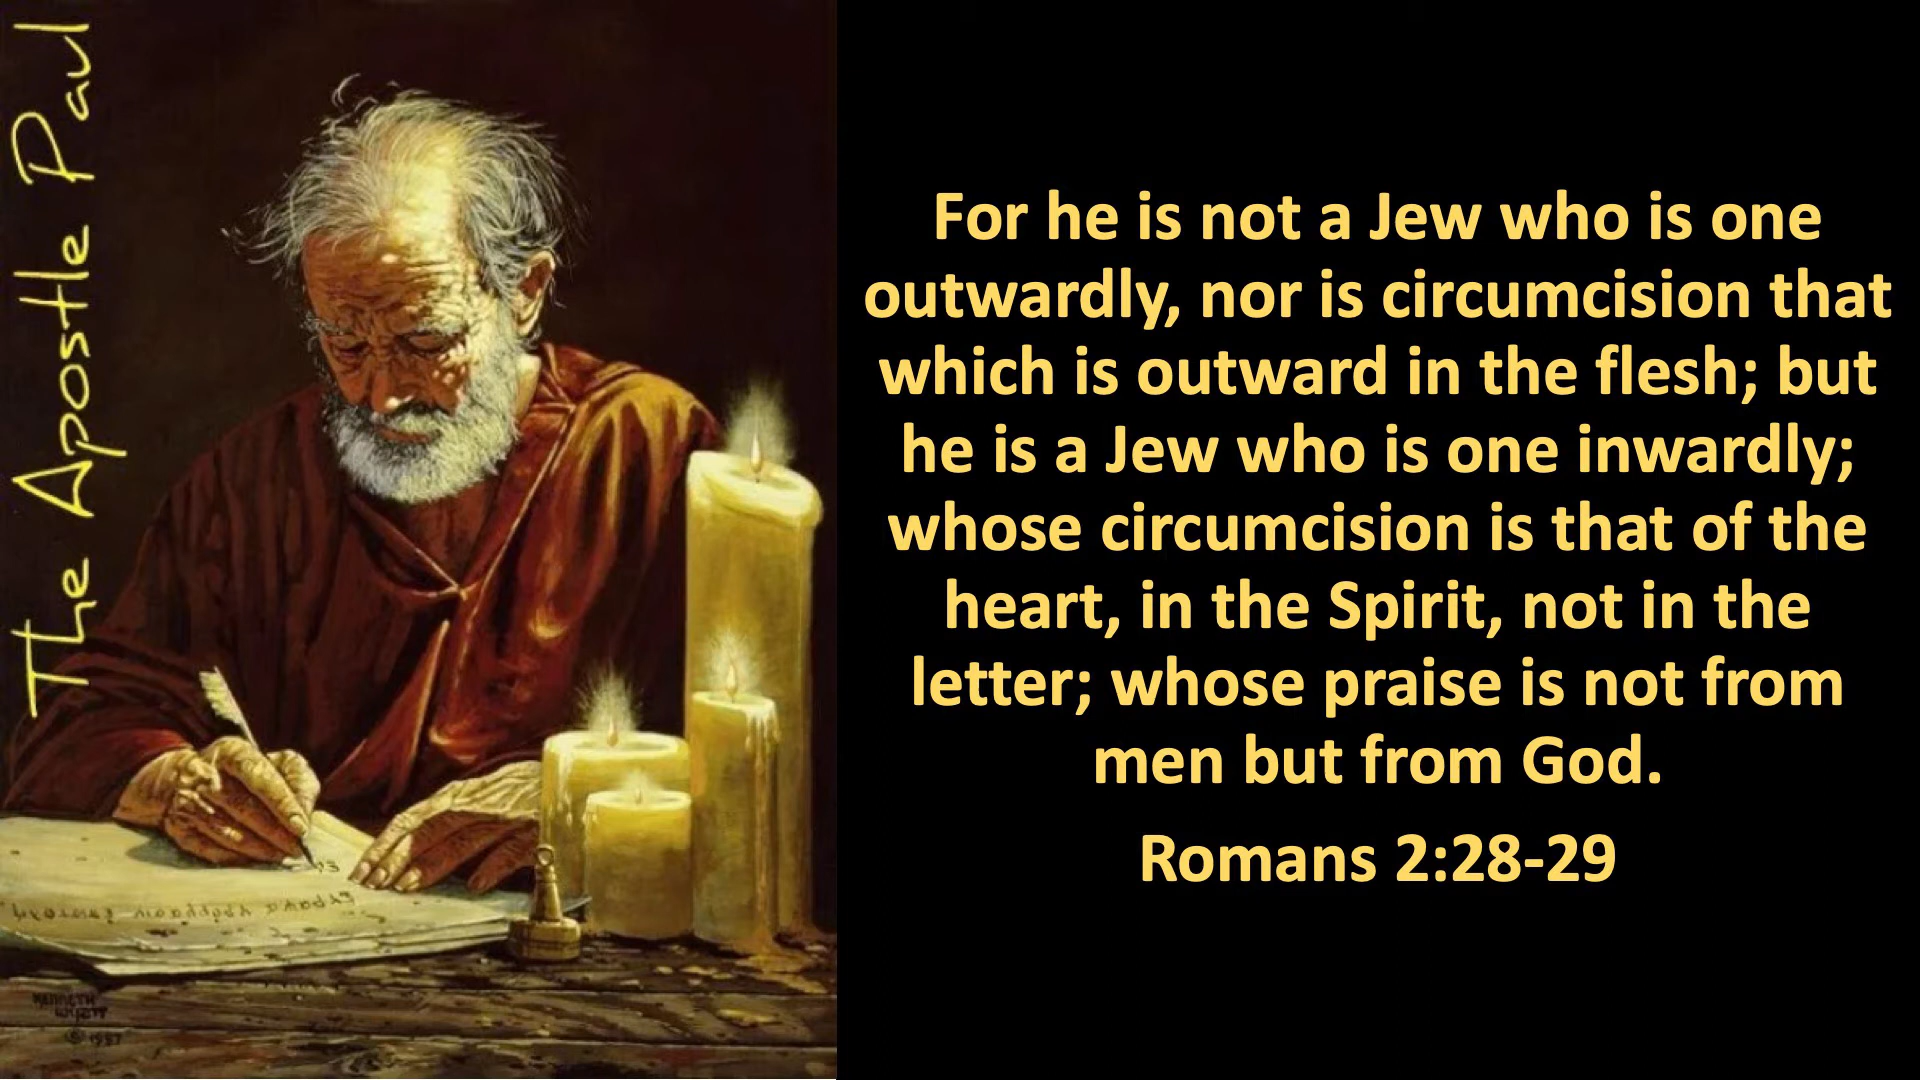 The Apostle Paul
For he is not a Jew who is one
outwardly, nor is circumcision that
which is outward in the flesh; but
he is a Jew who is one inwardly;
whose circumcision is that of the
heart, in the Spirit, not in the
letter; whose praise is not from
men but from God.
Romans 2:28-29
KENNETH
WYATT
© 1997